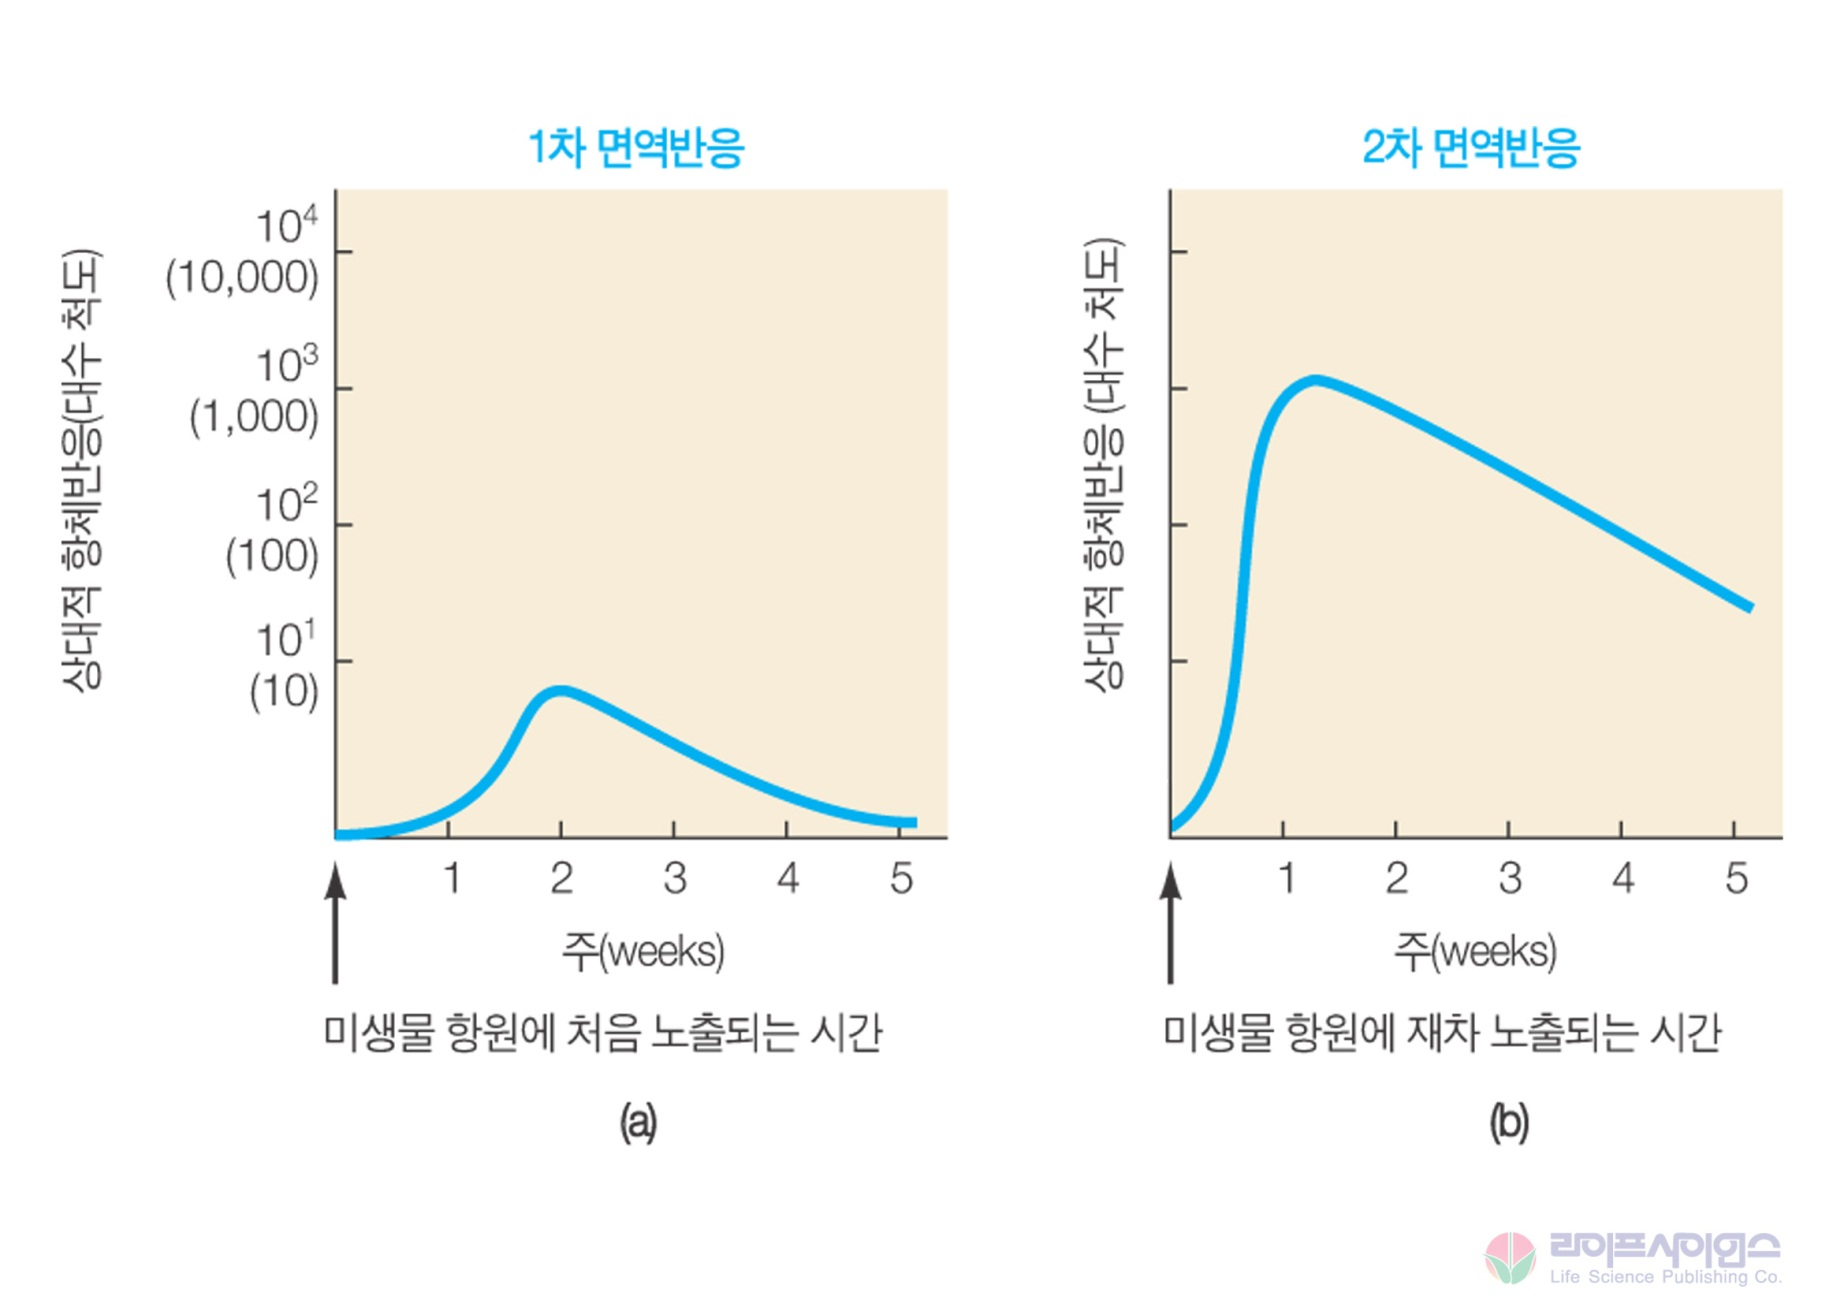 1차 면역반응
상대적 항체반응(대수 척도)
10⁴
(10,000)
10³
(1,000)
10²
(100)
10¹
(10)
1 2 3 4 5
주(weeks)
미생물 항원에 처음 노출되는 시간
(a)
2차 면역반응
상대적 항체반응 (대수 처도)
1 2 3 4 5
주(weeks)
미생물 항원에 재차 노출되는 시간
(b)
라이프사이언스
Life Science Publishing Co.